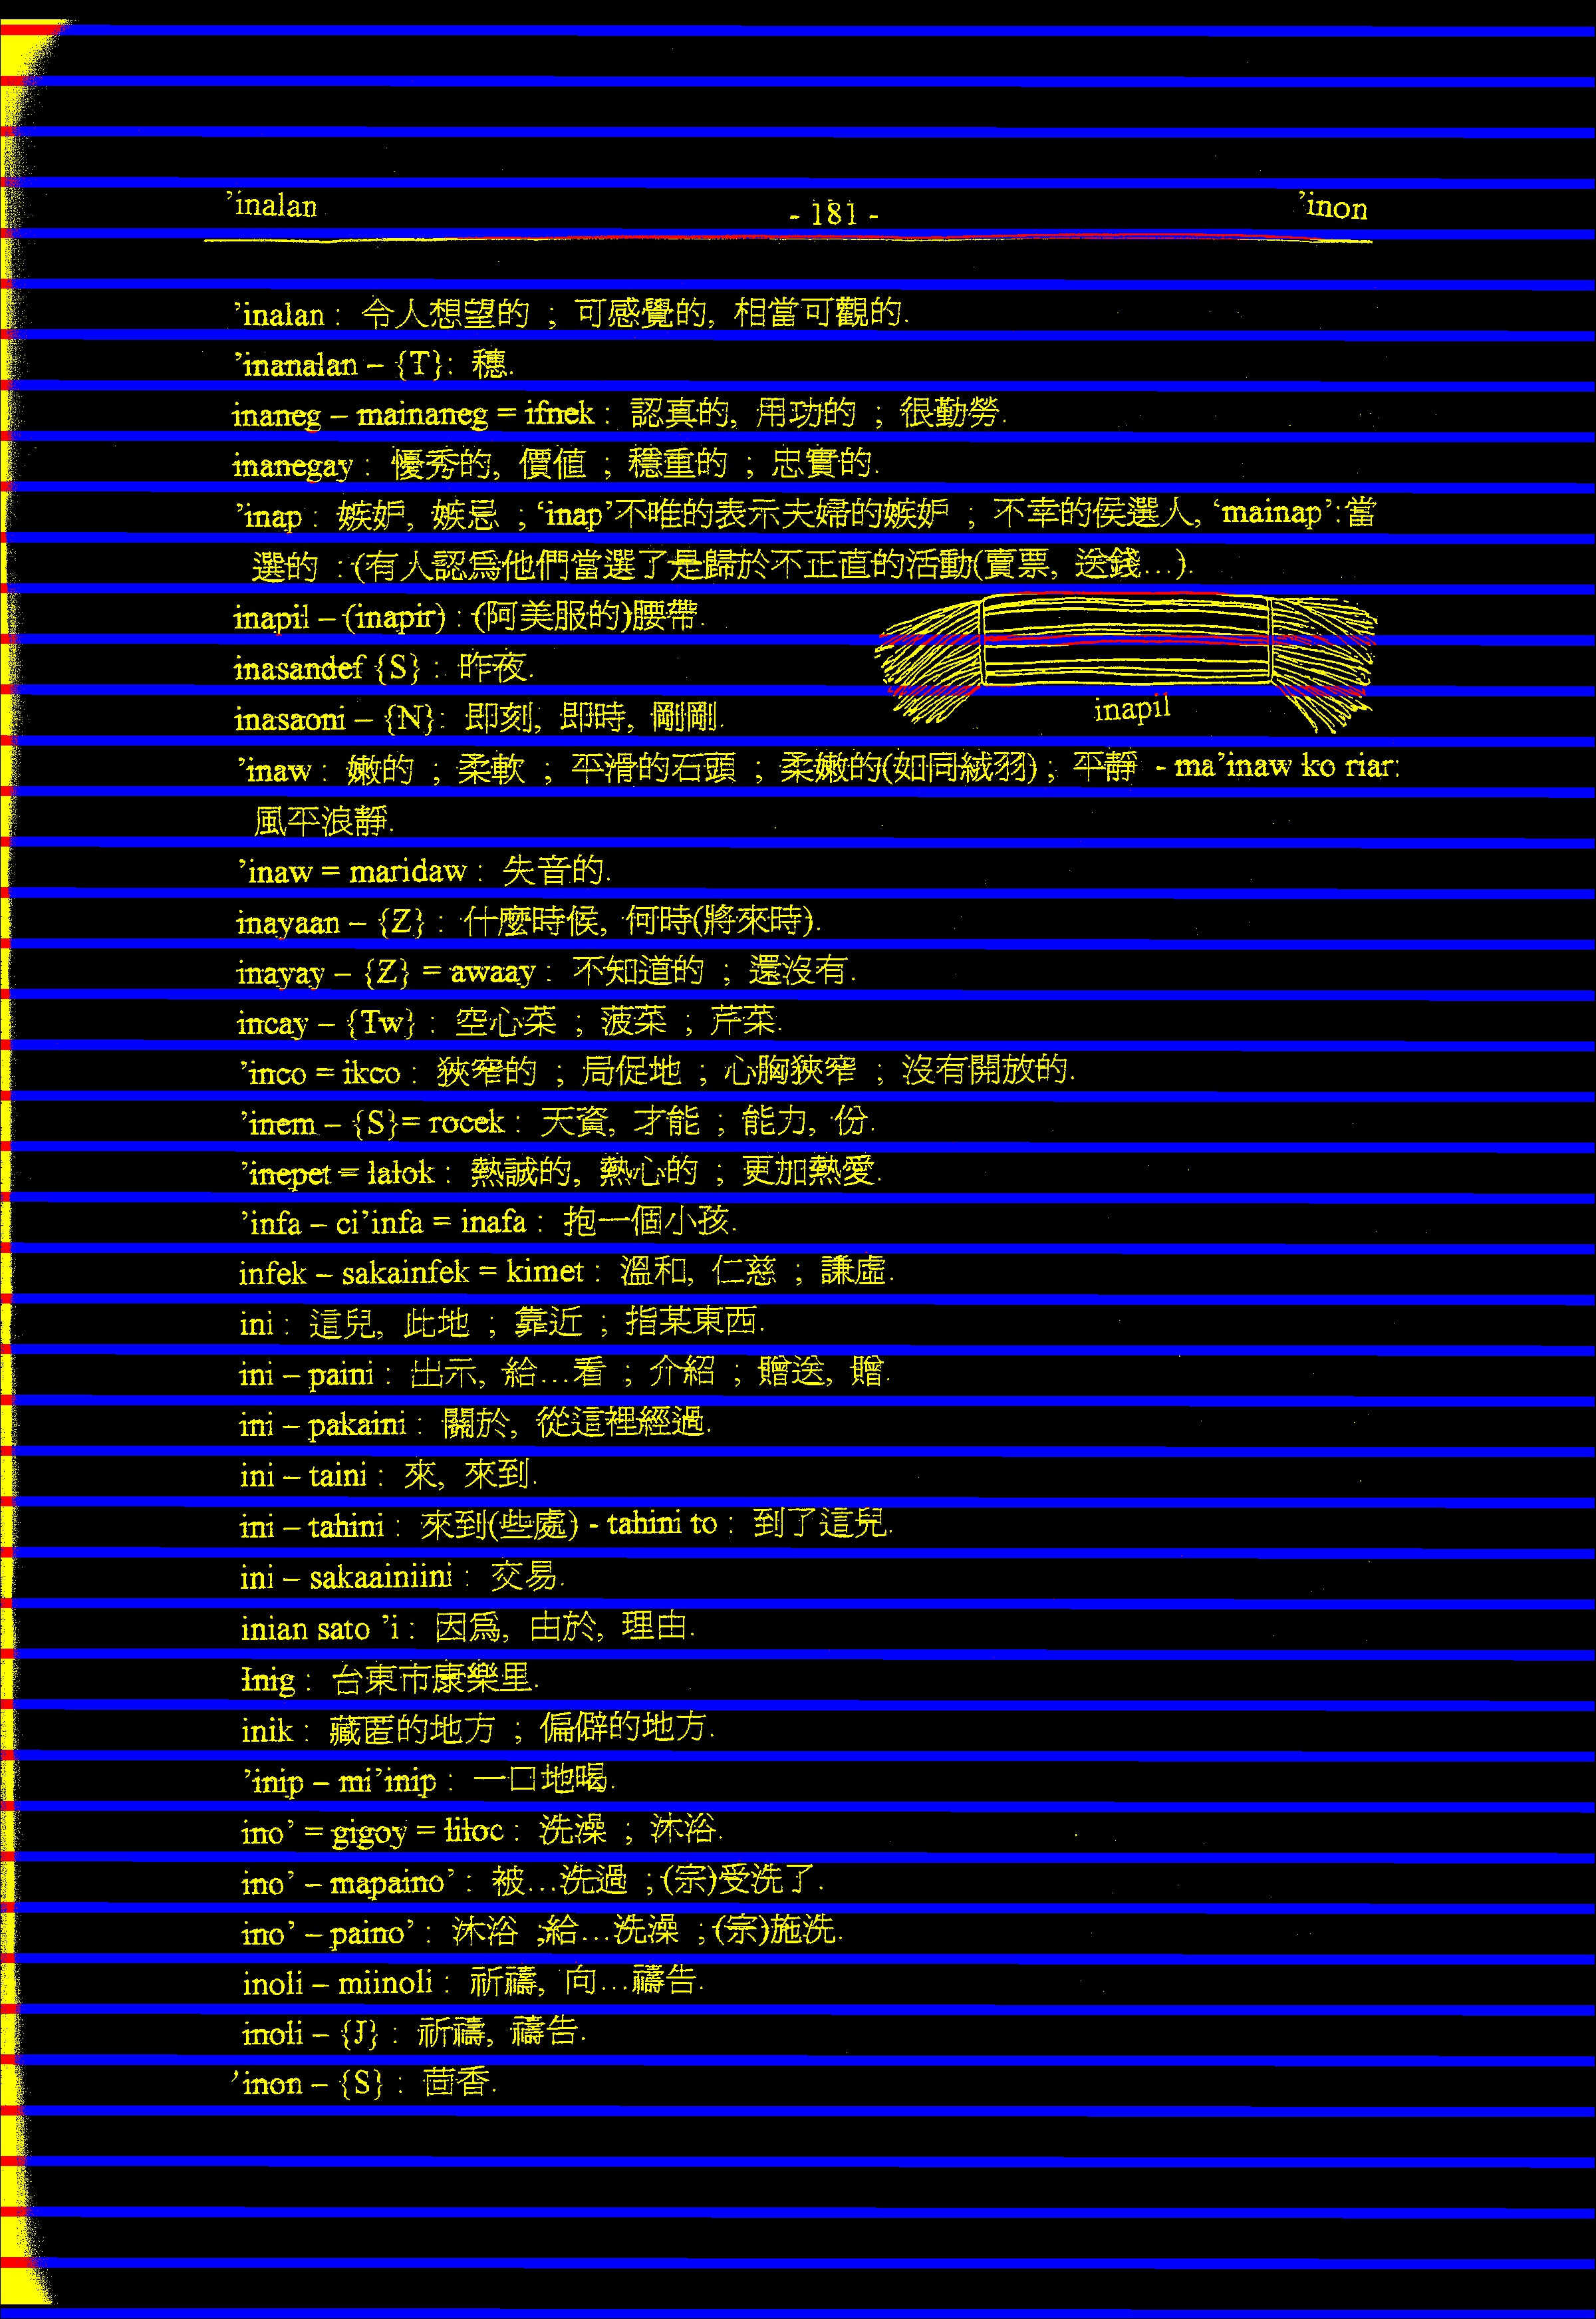 ’inalan - 181 - ’inon
’inalan : 令人想望的 ; 可感覺的, 相當可觀的.
’inanalan – {T}: 穗.
inaneg – mainaneg = ifnek : 認真的, 用功的 ; 很勤勞.
inanegay : 優秀的, 價值 ; 穩重的 ; 忠實的.
’inap : 嫉妒, 嫉忌 ; ‘inap’不唯的表示夫婦的嫉妒 ; 不幸的侯選人, ‘mainap’:當
選的 : (有人認爲他們當選了是歸於不正直的活動(賣票, 送錢…).
inapil – (inapir) : (阿美服的)腰帶.
inasandef {S} : 昨夜.
inasaoni – {N}: 即刻, 即時, 剛剛.
inapil
’inaw : 嫩的 ; 柔軟 ; 平滑的石頭 ; 柔嫩的(如同絨羽) ; 平靜 - ma’inaw ko riar:
風平浪靜.
’inaw = maridaw : 失音的.
inayaan – {Z} : 什麼時候, 何時(將來時).
inayay – {Z} = awaay : 不知道的 ; 還沒有.
incay – {Tw} : 空心菜 ; 菠菜 ; 芹菜.
’inco = ikco : 狹窄的 ; 局促地 ; 心胸狹窄 ; 沒有開放的.
’inem – {S}= rocek : 天資, 才能 ; 能力, 份.
’inepet = łałok : 熱誠的, 熱心的 ; 更加熱愛.
’infa – ci’infa = inafa : 抱一個小孩.
infek – sakainfek = kimet : 溫和, 仁慈 ; 謙虛.
ini : 這兒, 此地 ; 靠近 ; 指某東西.
ini – paini : 出示, 給…看 ; 介紹 ; 贈送, 贈.
ini – pakaini : 關於, 從這裡經過.
ini – taini : 來, 來到.
ini – tahini : 來到(些處) - tahini to : 到了這兒.
ini – sakaainiini : 交易.
inian sato ’i : 因爲, 由於, 理由.
Inig : 台東市康樂里.
inik : 藏匿的地方 ; 偏僻的地方.
’inip – mi’inip : 一口地喝.
ino’ = gigoy = łiłoc : 洗澡 ; 沐浴.
ino’ – mapaino’ : 被…洗過 ; (宗)受洗了.
ino’ – paino’ : 沐浴 ;給…洗澡 ; (宗)施洗.
inoli – miinoli : 祈禱, 向…禱告.
inoli – {J} : 祈禱, 禱告.
’inon – {S} : 茴香.